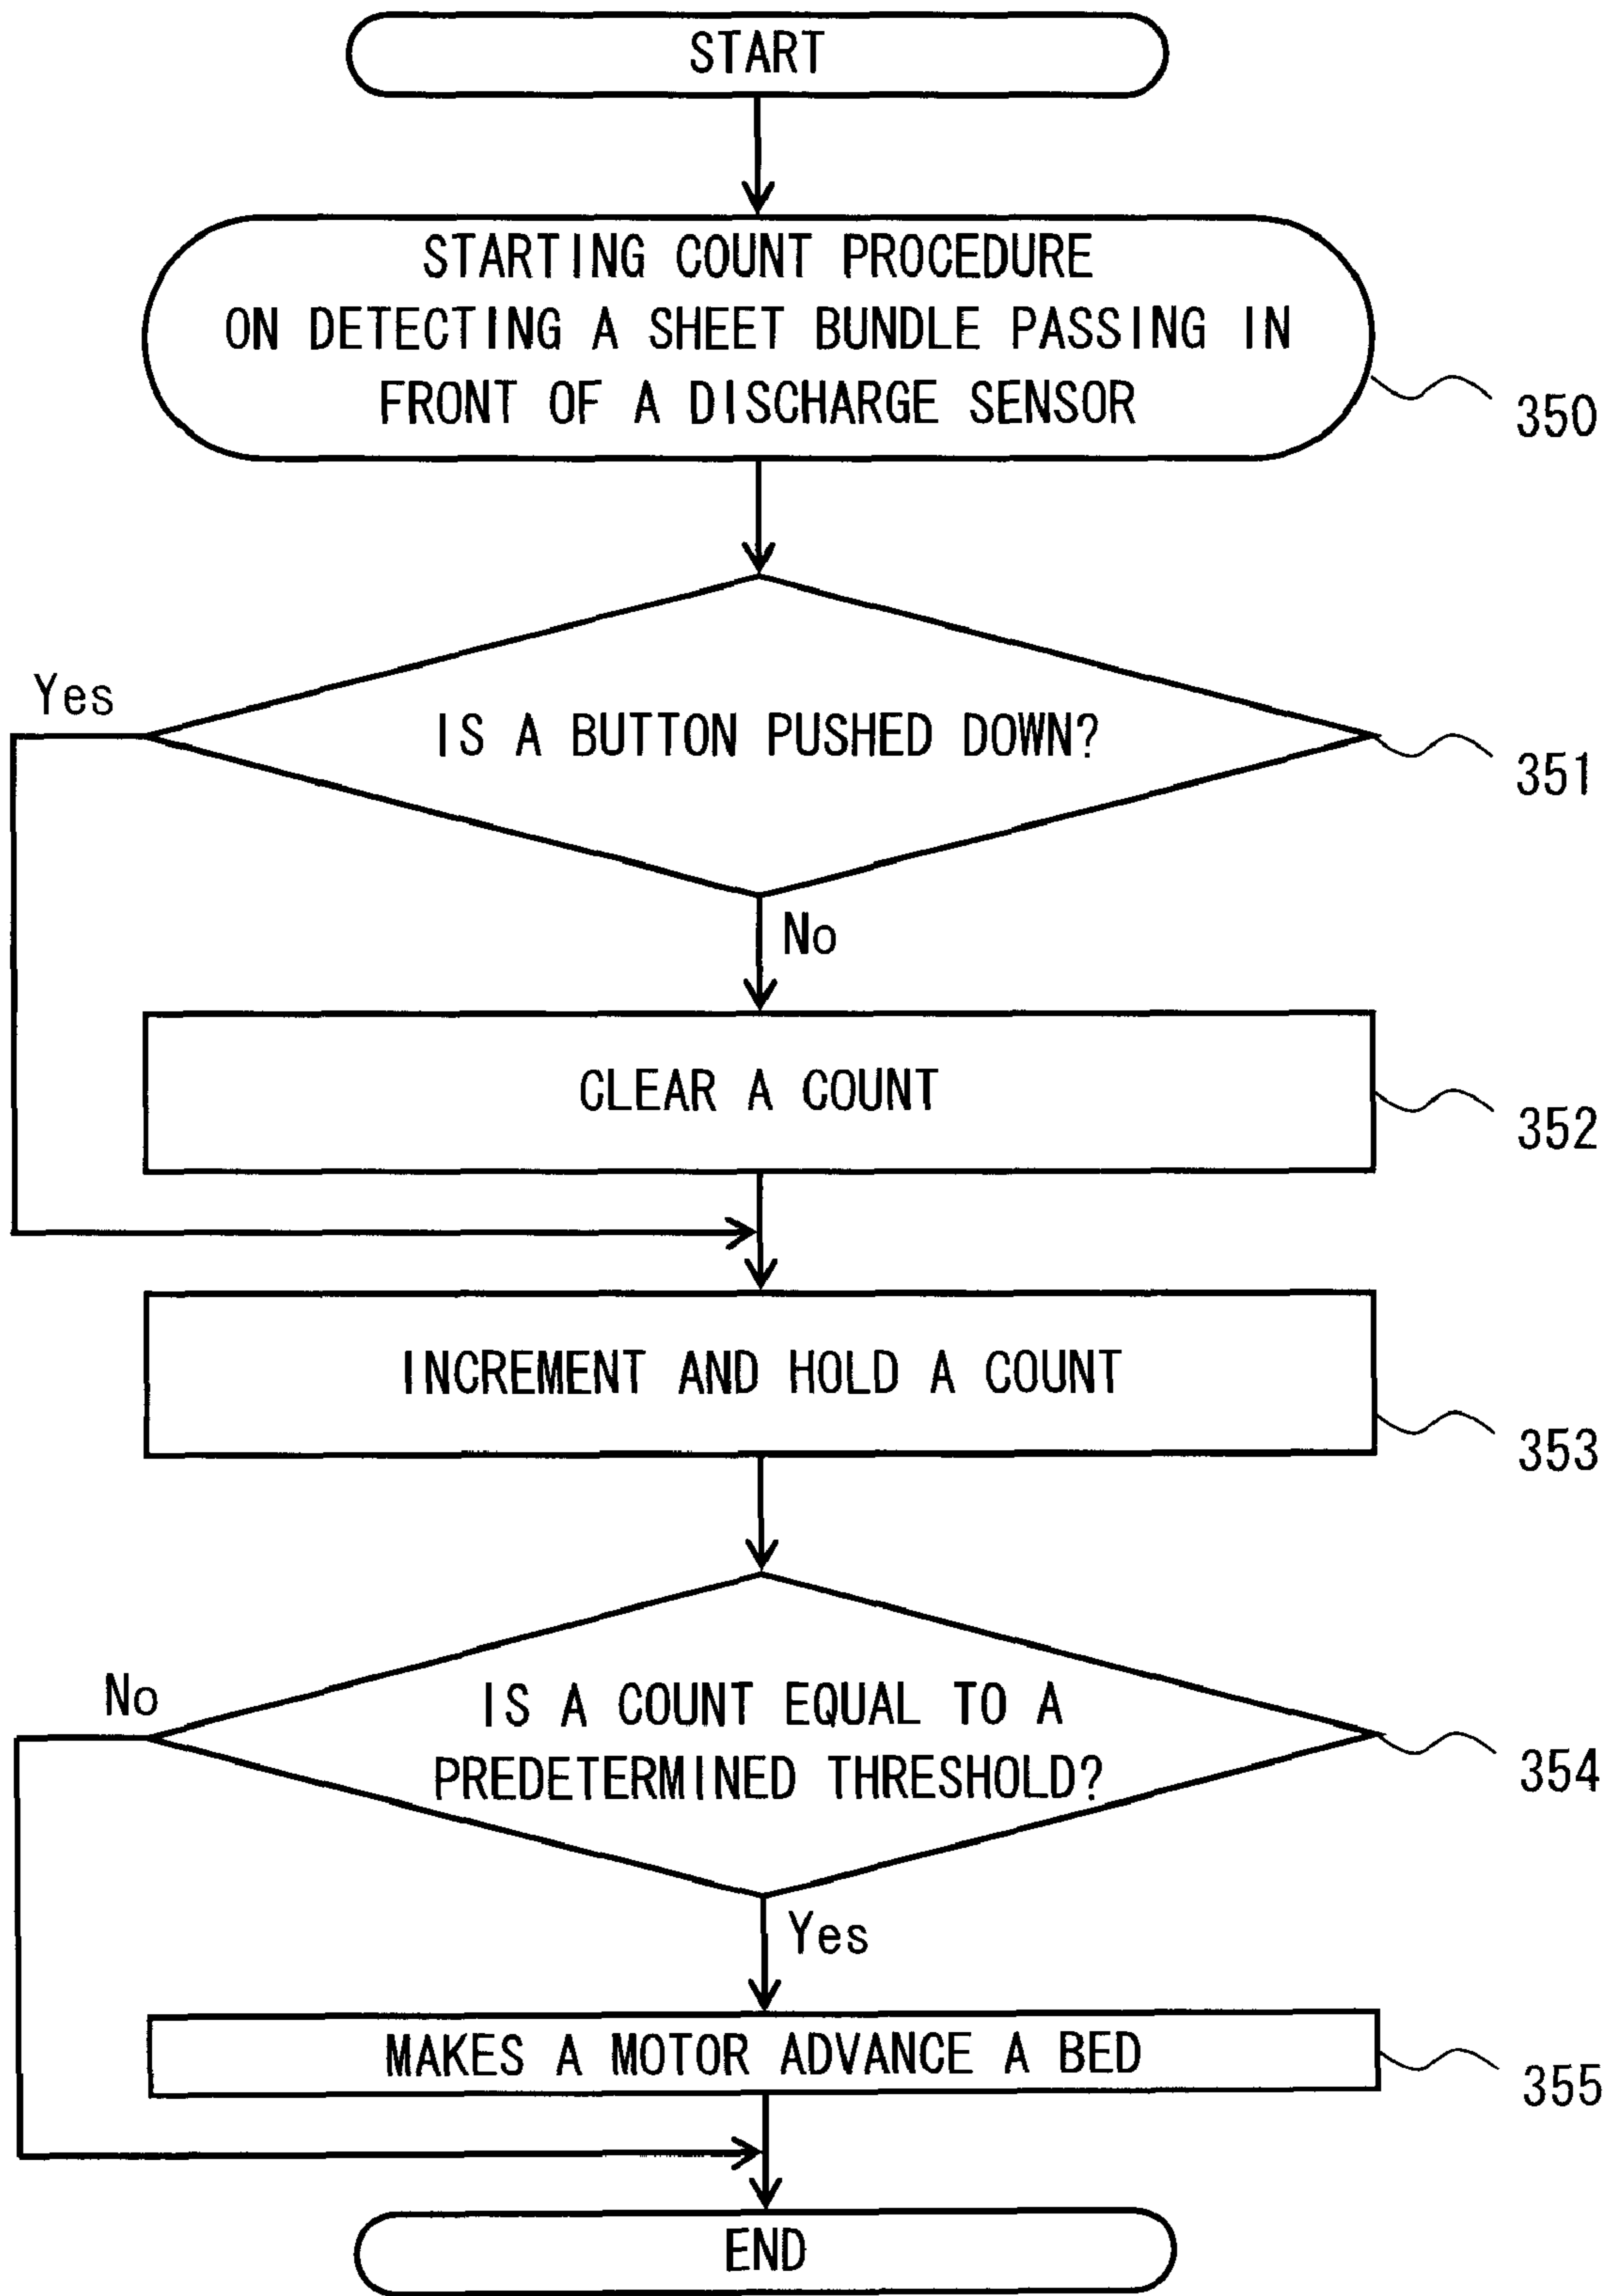 START
STARTING COUNT PROCEDURE
ON DETECTING A SHEET BUNDLE PASSING IN
FRONT OF A DISCHARGE SENSOR
350
Yes
IS A BUTTON PUSHED DOWN?
351
No
CLEAR A COUNT
352
INCREMENT AND HOLD A COUNT
353
No
IS A COUNT EQUAL TO A
PREDETERMINED THRESHOLD?
354
Yes
MAKES A MOTOR ADVANCE A BED
355
END